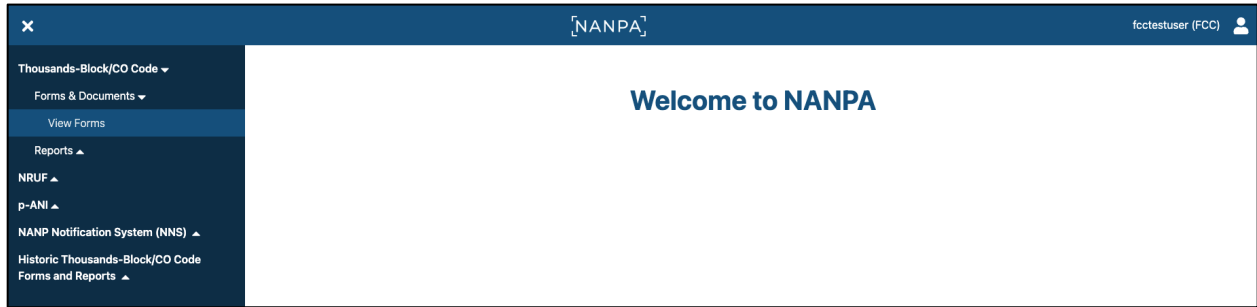 [NANPA]
fcctestuser (FCC)
Thousands-Block/CO Code
Forms & Documents
View Forms
Reports
NRUF
p-ANI
NANP Notification System (NNS)
Historic Thousands-Block/CO Code
Forms and Reports
Welcome to NANPA